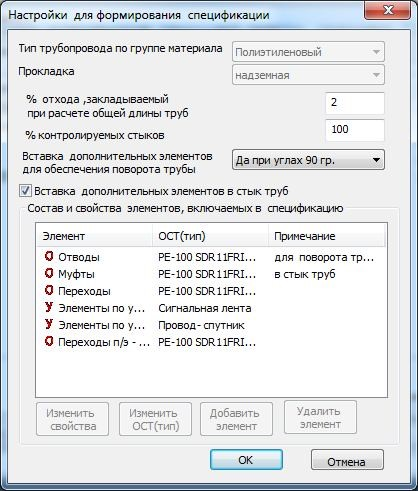 Настройки для формирования спецификации
Тип трубопровода по группе материала
Полиэтиленовый
Прокладка
надземная
% отхода ,закладываемый
при расчете общей длины труб
2
% контролируемых стыков
100
Вставка дополнительных элементов
для обеспечения поворота трубы
Да при углах 90 гр.
Вставка дополнительных элементов в стык труб
Состав и свойства элементов, включаемых в спецификацию
Элемент ОСТ(тип) Примечание
О Отводы PE-100 SDR11FRI... для поворота тр...
О Муфты PE-100 SDR11FRI... в стык труб
О Переходы PE-100 SDR11FRI...
У Элементы по у... Сигнальная лента
У Элементы по у... Провод- спутник
О Переходы п/э - ... PE-100 SDR11FRI...
Изменить
свойства
Изменить
ОСТ(тип)
Добавить
элемент
Удалить
элемент
OK
Отмена